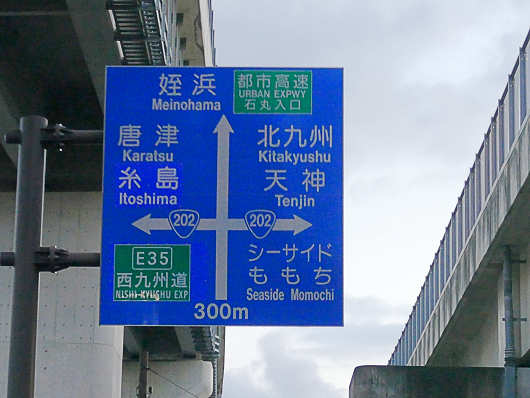 姪浜
Meinohama
都市高速
URBAN EXPWY
石丸入口
唐津
Karatsu
糸島
Itoshima
北九州
Kitakyushu
天神
Tenjin
202
202
E35
西九州道
NISHI-KYUSHU EXP
シーサイド
ももち
Seaside Momochi
300m